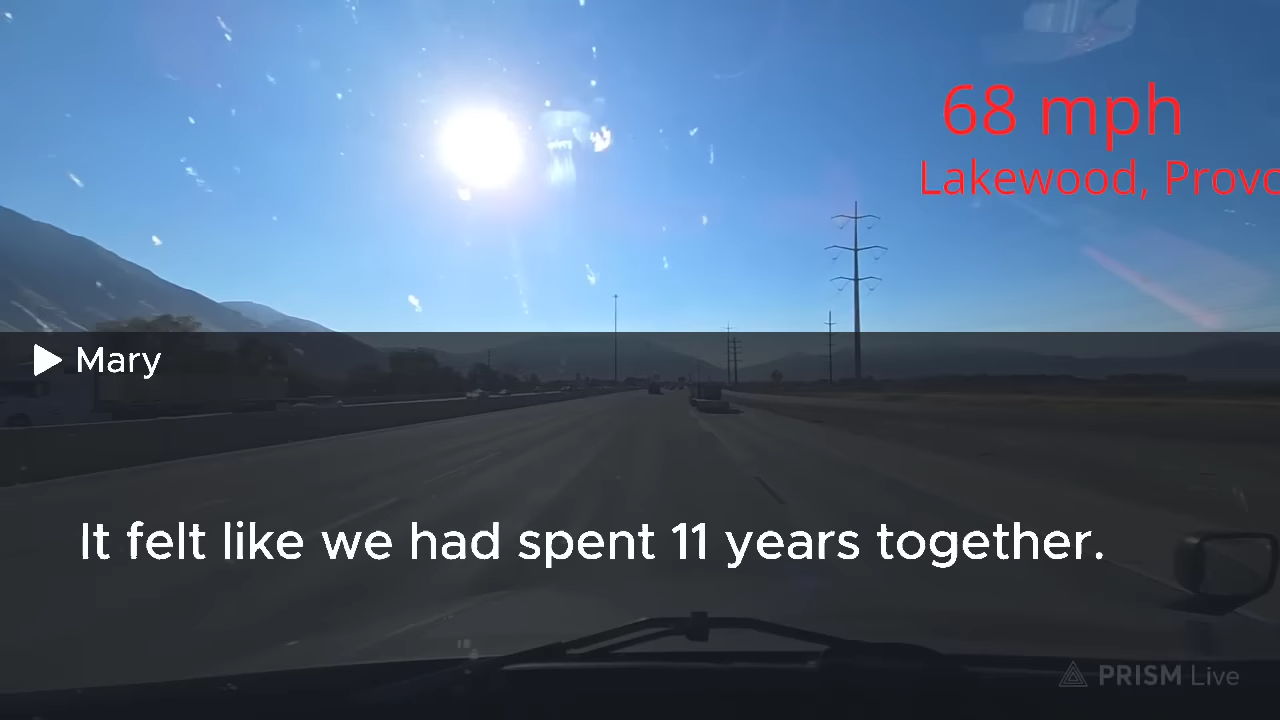 68 mph
Lakewood, Provo
Mary
It felt like we had spent 11 years together.
PRISM Live